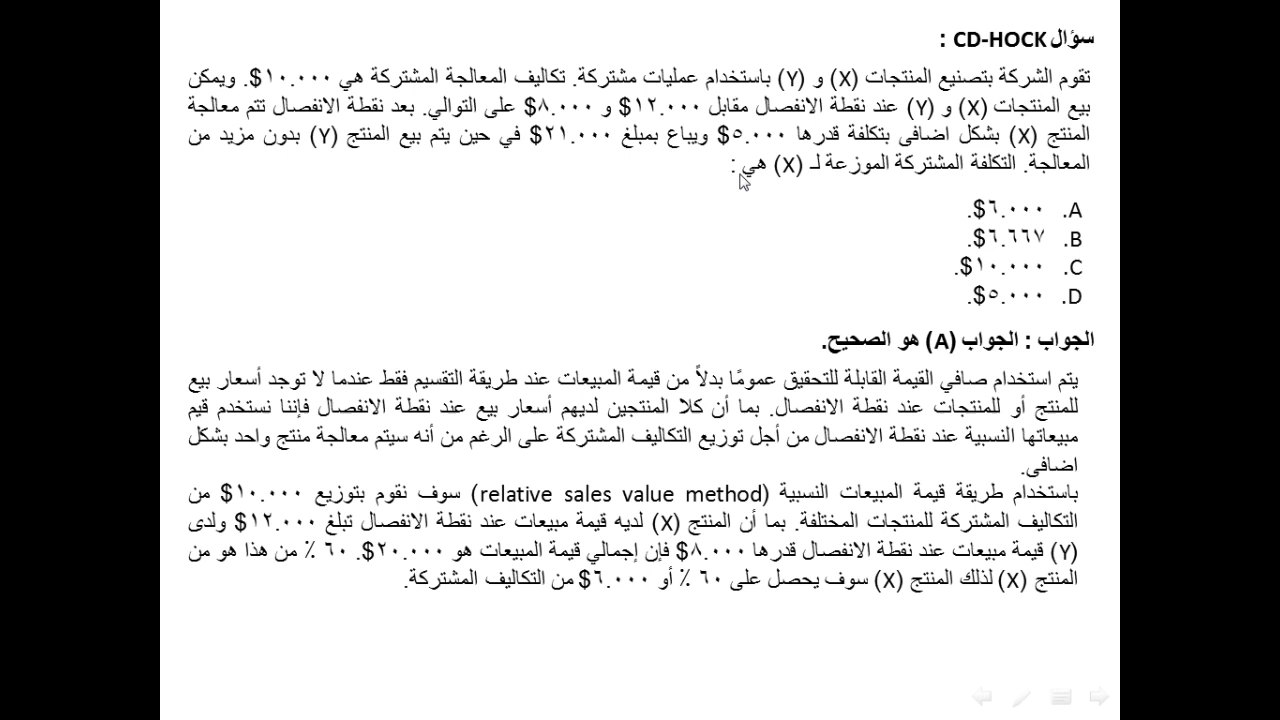 سؤال CD-HOCK :
تقوم الشركة بتصنيع المنتجات (X) و (Y) باستخدام عمليات مشتركة. تكاليف المعالجة المشتركة هي ١٠.٠٠٠$. ويمكن
بيع المنتجات (X) و (Y) عند نقطة الانفصال مقابل ١٢.٠٠٠$ و ٨.٠٠٠$ على التوالي. بعد نقطة الانفصال تتم معالجة
المنتج (X) بشكل اضافى بتكلفة قدرها ٥.٠٠٠$ ويباع بمبلغ ٢١.٠٠٠$ في حين يتم بيع المنتج (Y) بدون مزيد من
المعالجة. التكلفة المشتركة الموزعة لـ (X) هي :
A. ٦.٠٠٠$.
B. ٦.٦٦٧$.
C. ١٠.٠٠٠$.
D. ٥.٠٠٠$.
الجواب : الجواب (A) هو الصحيح.
يتم استخدام صافي القيمة القابلة للتحقيق عمومًا بدلاً من قيمة المبيعات عند طريقة التقسيم فقط عندما لا توجد أسعار بيع
للمنتج أو للمنتجات عند نقطة الانفصال. بما أن كلا المنتجين لديهم أسعار بيع عند نقطة الانفصال فإننا نستخدم قيم
مبيعاتها النسبية عند نقطة الانفصال من أجل توزيع التكاليف المشتركة على الرغم من أنه سيتم معالجة منتج واحد بشكل
اضافى.
باستخدام طريقة قيمة المبيعات النسبية (relative sales value method) سوف نقوم بتوزيع ١٠.٠٠٠$ من
التكاليف المشتركة للمنتجات المختلفة. بما أن المنتج (X) لديه قيمة مبيعات عند نقطة الانفصال تبلغ ١٢.٠٠٠$ ولدى
(Y) قيمة مبيعات عند نقطة الانفصال قدرها ٨.٠٠٠$ فإن إجمالي قيمة المبيعات هو ٢٠.٠٠٠$. ٦٠ ٪ من هذا هو من
المنتج (X) لذلك المنتج (X) سوف يحصل على ٦٠ ٪ أو ٦.٠٠٠$ من التكاليف المشتركة.